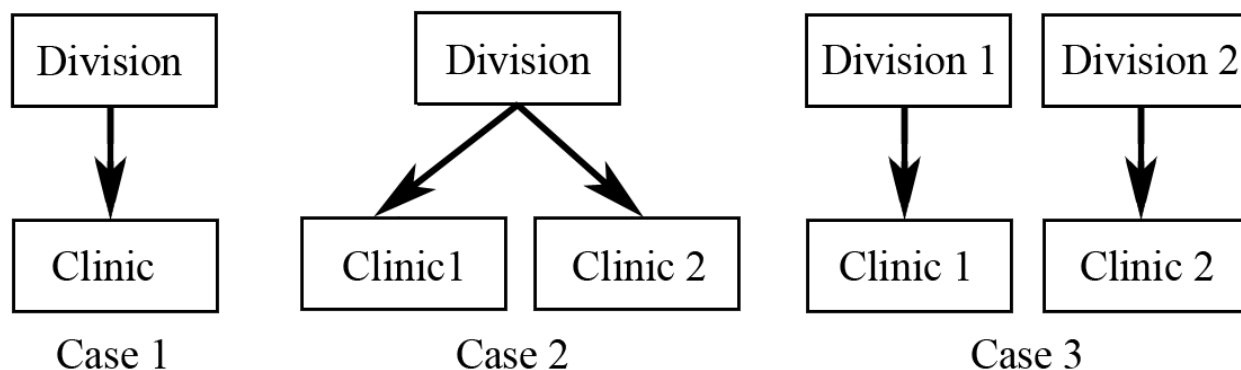 Division
Division
Division 1
Division 2
Clinic
Clinic1
Clinic 2
Clinic 1
Clinic 2
Case 1
Case 2
Case 3